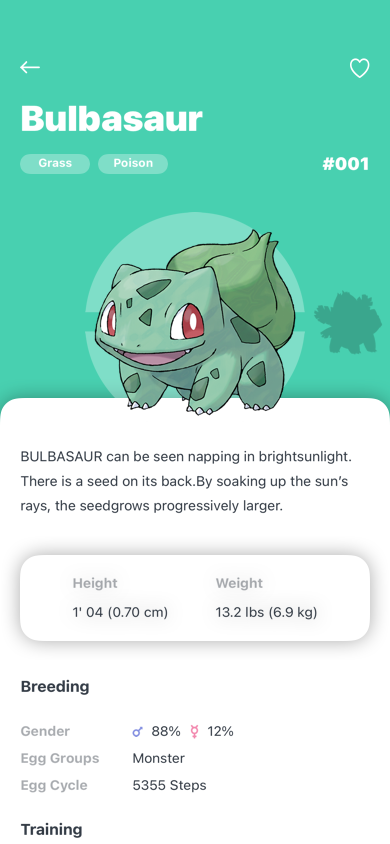 Bulbasaur
Grass Poison #001
BULBASAUR can be seen napping in brightsunlight.
There is a seed on its back.By soaking up the sun's
rays, the seedgrows progressively larger.
Height Weight
1' 04 (0.70 cm) 13.2 lbs (6.9 kg)
Breeding
Gender ♂ 88% ⚥ 12%
Egg Groups Monster
Egg Cycle 5355 Steps
Training